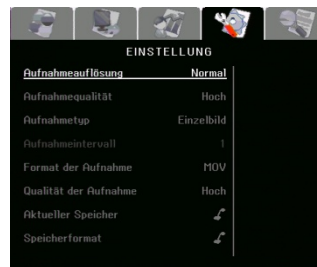 EINSTELLUNG
Aufnahmeauflösung Normal
Aufnahmequalität Hoch
Aufnahmetyp Einzelbild
Aufnahmeintervall 1
Format der Aufnahme MOV
Qualität der Aufnahme Hoch
Aktueller Speicher
Speicherformat